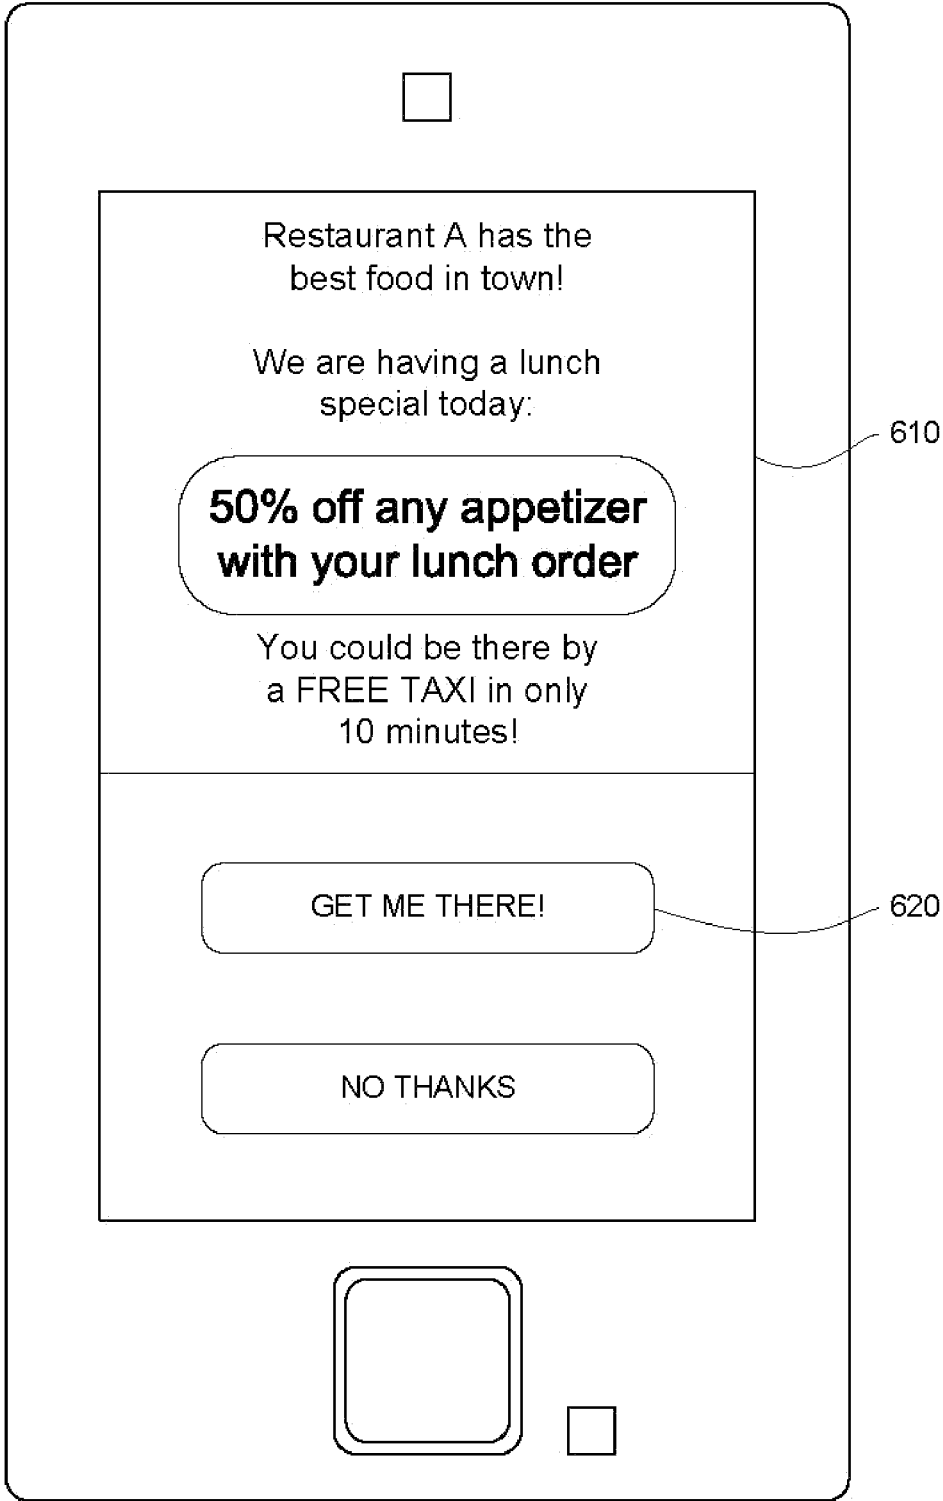 Restaurant A has the
best food in town!
We are having a lunch
special today:
610
50% off any appetizer
with your lunch order
You could be there by
a FREE TAXI in only
10 minutes!
GET ME THERE!
620
NO THANKS